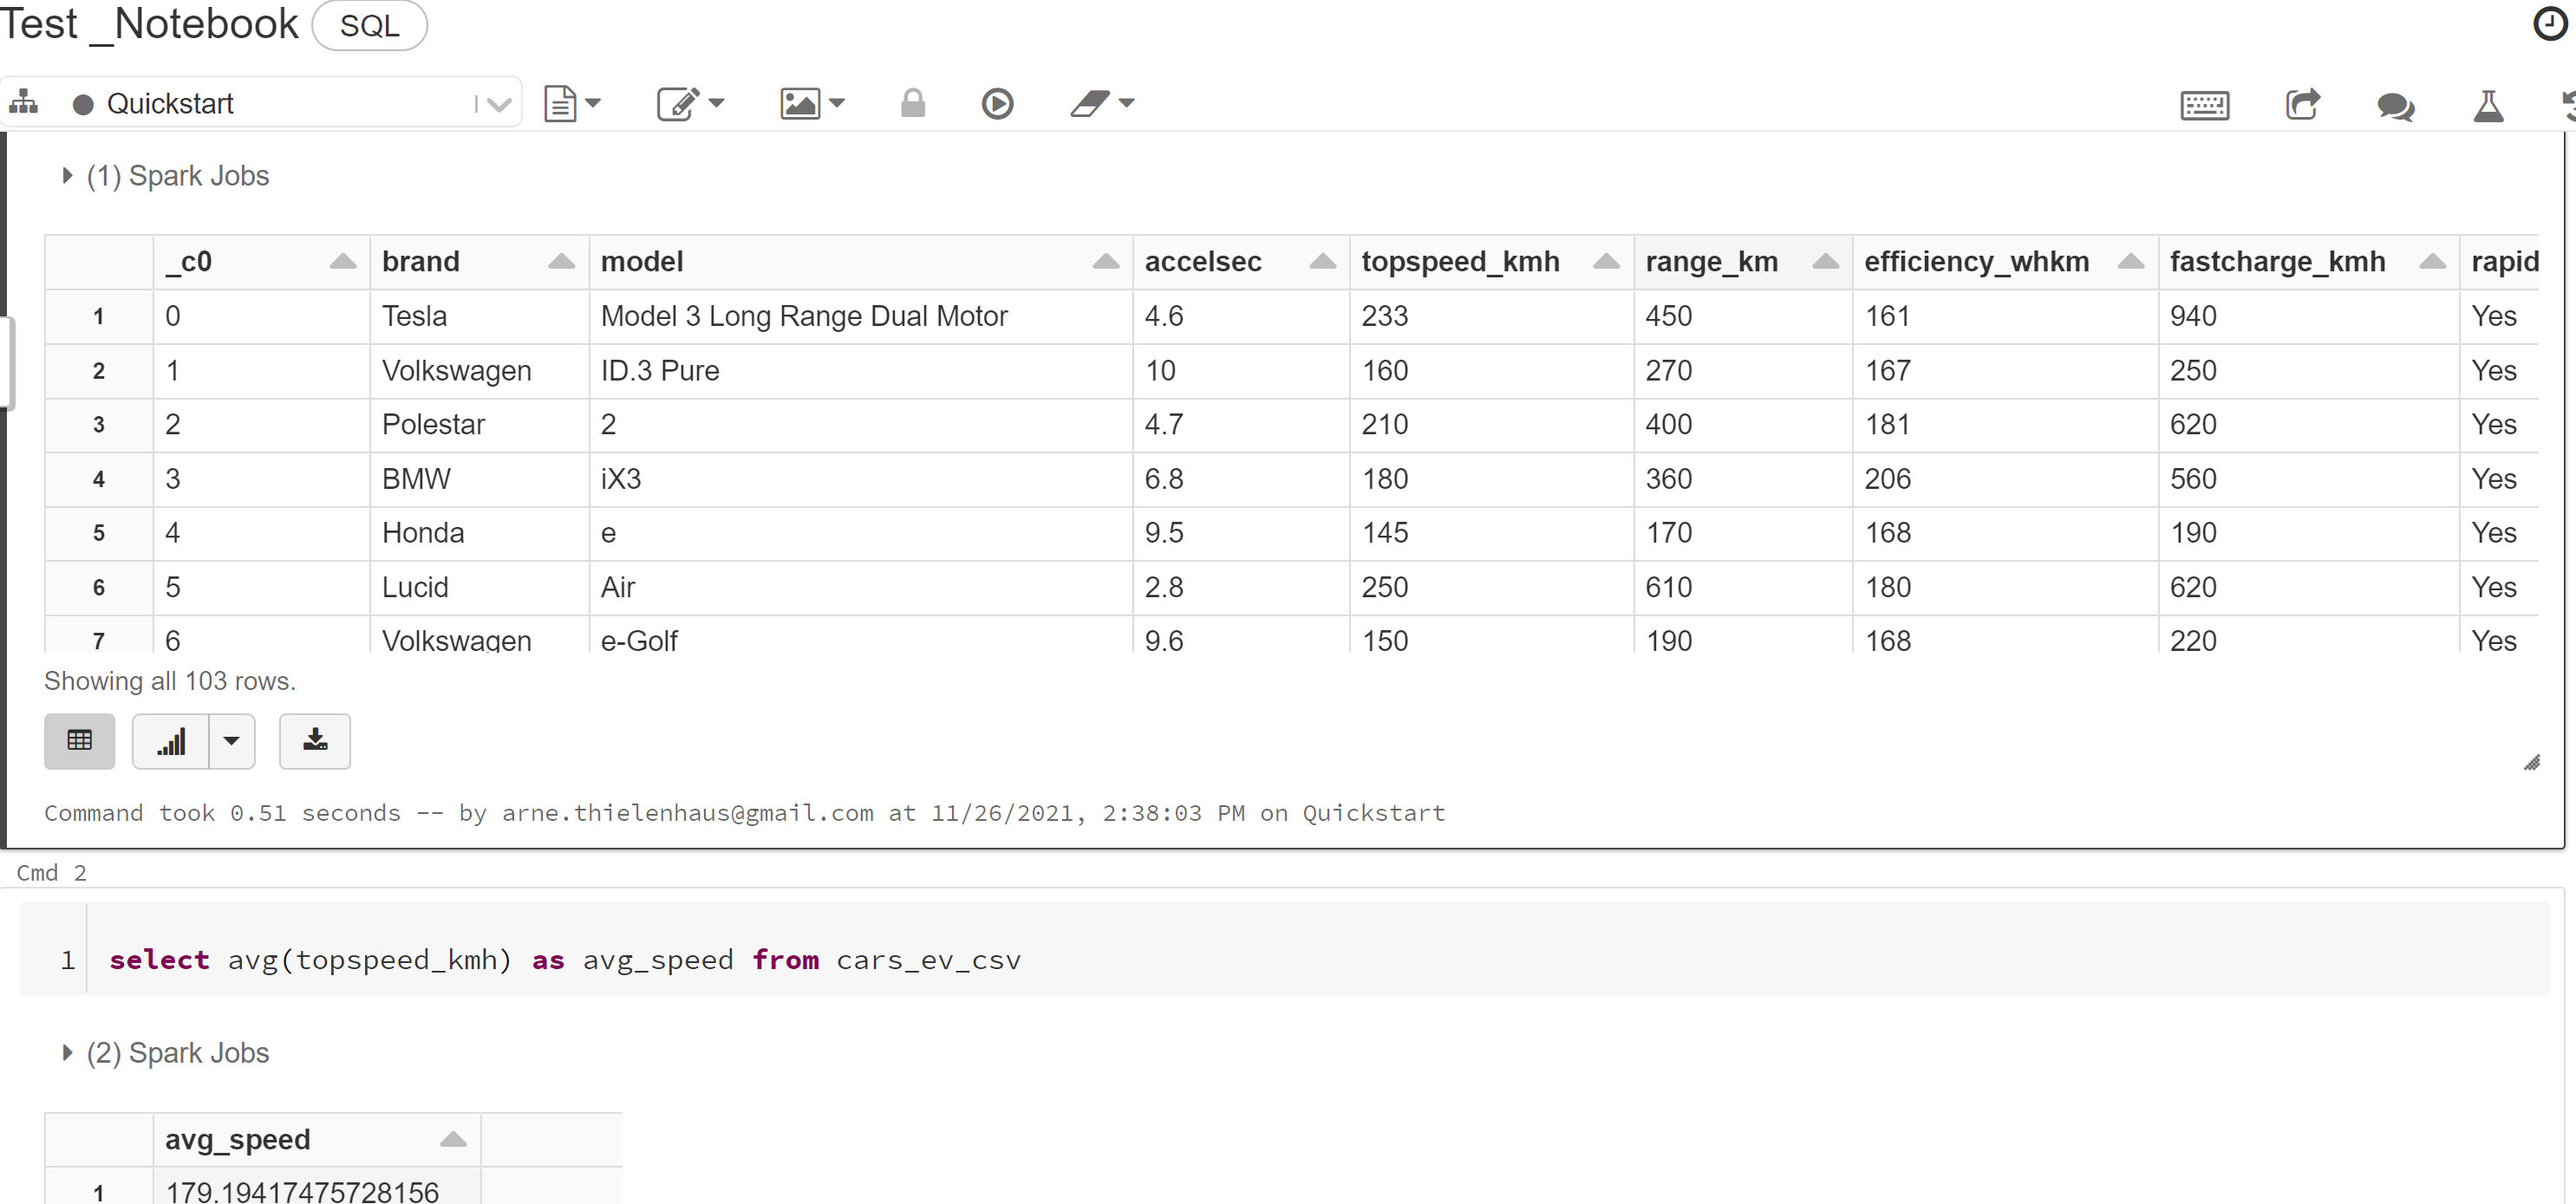 Test _Notebook SQL
Quickstart
(1) Spark Jobs
_c0 brand model accelsec topspeed_kmh range_km efficiency_whkm fastcharge_kmh rapid
1 0 Tesla Model 3 Long Range Dual Motor 4.6 233 450 161 940 Yes
2 1 Volkswagen ID.3 Pure 10 160 270 167 250 Yes
3 2 Polestar 2 4.7 210 400 181 620 Yes
4 3 BMW iX3 6.8 180 360 206 560 Yes
5 4 Honda e 9.5 145 170 168 190 Yes
6 5 Lucid Air 2.8 250 610 180 620 Yes
7 6 Volkswagen e-Golf 9.6 150 190 168 220 Yes
Showing all 103 rows.
Command took 0.51 seconds -- by arne.thielenhaus@gmail.com at 11/26/2021, 2:38:03 PM on Quickstart
Cmd 2
1 select avg(topspeed_kmh) as avg_speed from cars_ev_csv
(2) Spark Jobs
avg_speed
1 179.19417475728156